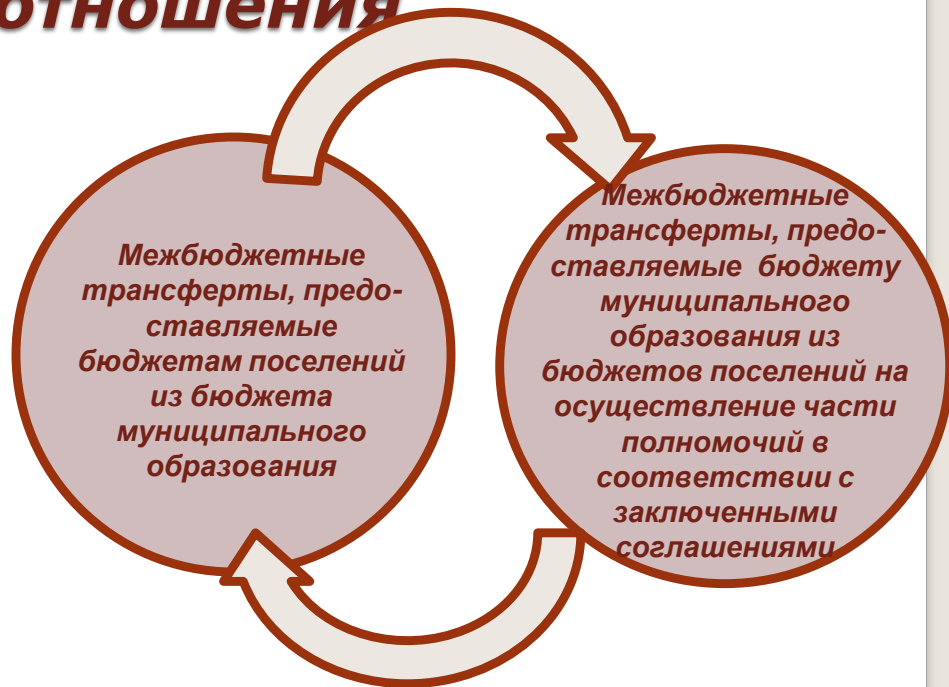 отношения
Межбюджетные
трансферты, предо-
ставляемые
бюджетам поселений
из бюджета
муниципального
образования
Межбюджетные
трансферты, предо-
ставляемые бюджету
муниципального
образования из
бюджетов поселений на
осуществление части
полномочий в
соответствии с
заключенными
соглашениями